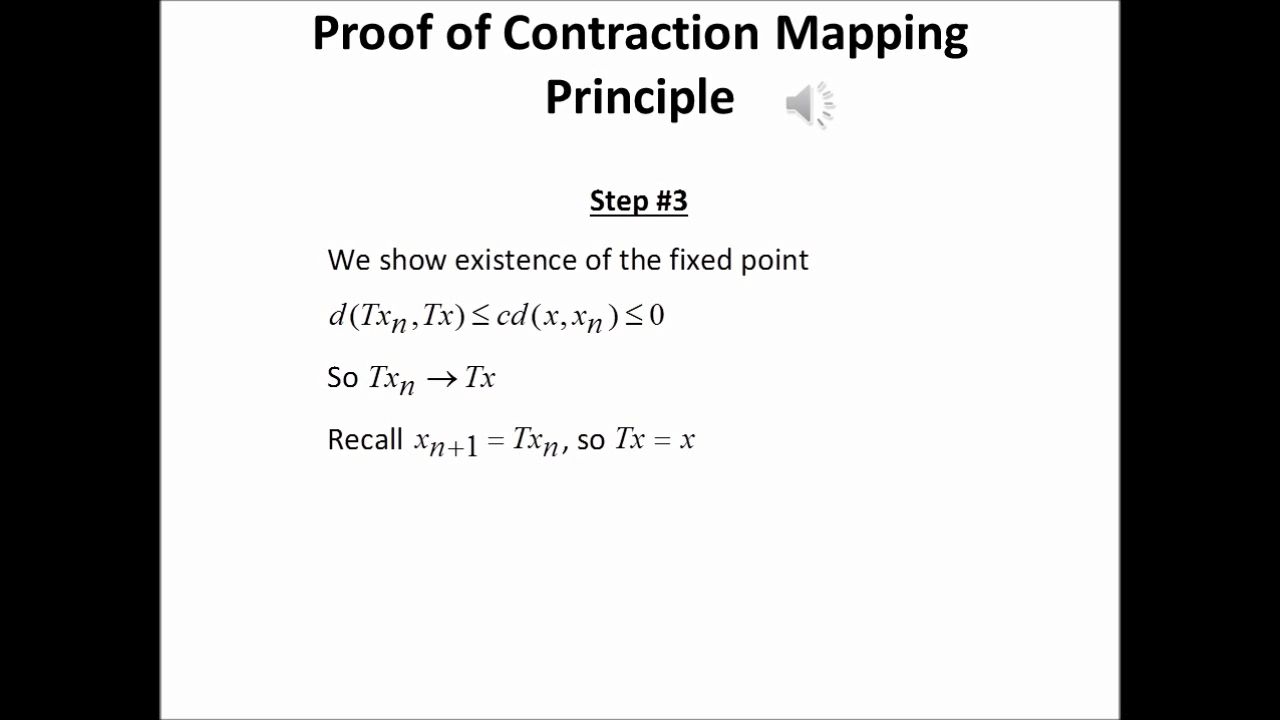 Proof of Contraction Mapping
Principle
Step #3
We show existence of the fixed point
d(Txₙ,Tx) ≤ cd(x,xₙ) ≤ 0
So Txₙ → Tx
Recall xₙ₊₁ = Txₙ, so Tx = x